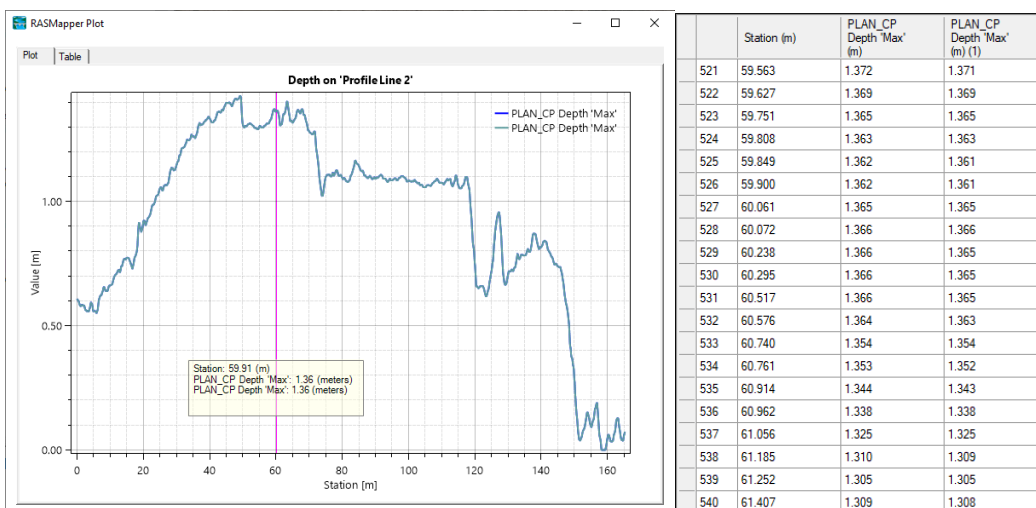 RASMapper Plot
Plot Table
Depth on 'Profile Line 2'
PLAN_CP Depth 'Max'
PLAN_CP Depth 'Max'
1.00
0.50
0.00
Value [m]
Station: 59.91 (m)
PLAN_CP Depth 'Max': 1.36 (meters)
PLAN_CP Depth 'Max': 1.36 (meters)
0 20 40 60 80 100 120 140 160
Station [m]
Station (m) PLAN_CP Depth 'Max' (m) PLAN_CP Depth 'Max' (m) (1)
521 59.563 1.372 1.371
522 59.627 1.369 1.369
523 59.751 1.365 1.365
524 59.808 1.363 1.363
525 59.849 1.362 1.361
526 59.900 1.362 1.361
527 60.061 1.365 1.365
528 60.072 1.366 1.366
529 60.238 1.366 1.365
530 60.295 1.366 1.365
531 60.517 1.366 1.365
532 60.576 1.364 1.363
533 60.740 1.354 1.354
534 60.761 1.353 1.352
535 60.914 1.344 1.343
536 60.962 1.338 1.338
537 61.056 1.325 1.325
538 61.185 1.310 1.309
539 61.252 1.305 1.305
540 61.407 1.309 1.308